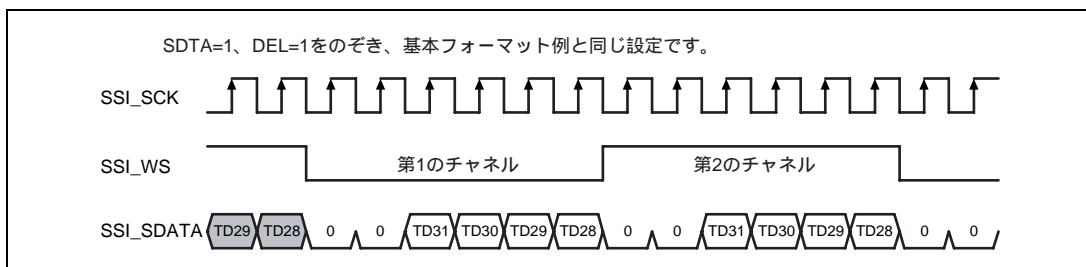 SDTA=1、DEL=1をのぞき、基本フォーマット例と同じ設定です。
SSI_SCK
SSI_WS 第1のチャネル 第2のチャネル
SSI_SDATA TD29 TD28 0 0 TD31 TD30 TD29 TD28 0 0 TD31 TD30 TD29 TD28 0 0